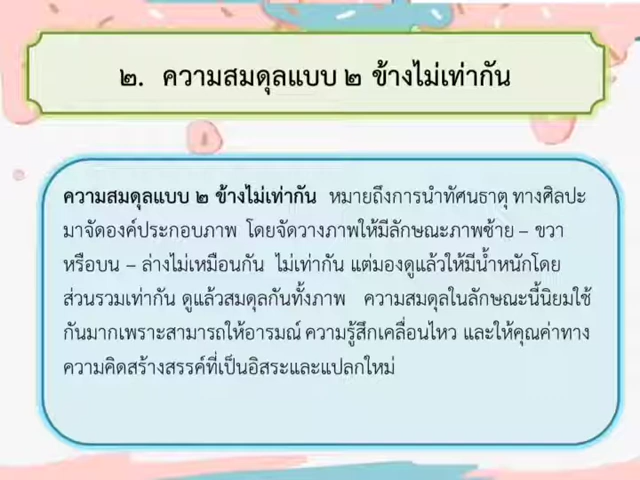 ๒. ความสมดุลแบบ ๒ ข้างไม่เท่ากัน
ความสมดุลแบบ ๒ ข้างไม่เท่ากัน หมายถึงการนำทัศนธาตุ ทางศิลปะ
มาจัดองค์ประกอบภาพ โดยจัดวางภาพให้มีลักษณะภาพซ้าย – ขวา
หรือบน – ล่างไม่เหมือนกัน ไม่เท่ากัน แต่มองดูแล้วให้มีน้ำหนักโดย
ส่วนรวมเท่ากัน ดูแล้วสมดุลกันทั้งภาพ ความสมดุลในลักษณะนี้นิยมใช้
กันมากเพราะสามารถให้อารมณ์ ความรู้สึกเคลื่อนไหว และให้คุณค่าทาง
ความคิดสร้างสรรค์ที่เป็นอิสระและแปลกใหม่